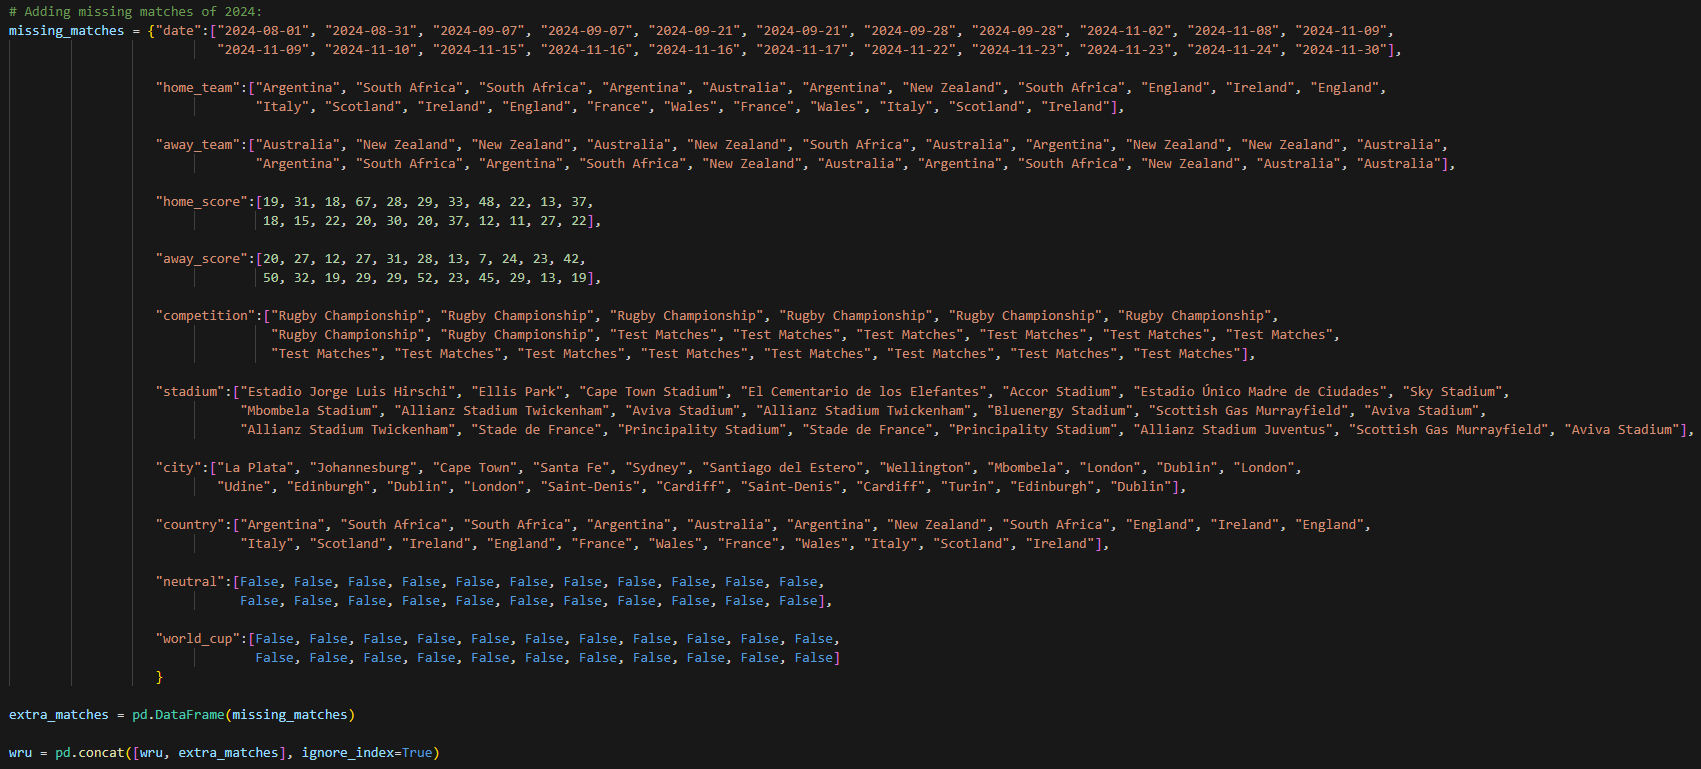 # Adding missing matches of 2024:
missing_matches = {"date":["2024-08-01", "2024-08-31", "2024-09-07", "2024-09-07", "2024-09-21", "2024-09-21", "2024-09-28", "2024-09-28", "2024-11-02", "2024-11-08", "2024-11-09",
"2024-11-09", "2024-11-10", "2024-11-15", "2024-11-16", "2024-11-16", "2024-11-17", "2024-11-22", "2024-11-23", "2024-11-23", "2024-11-24", "2024-11-30"],
"home_team":["Argentina", "South Africa", "South Africa", "Argentina", "Australia", "Argentina", "New Zealand", "South Africa", "England", "Ireland", "England",
"Italy", "Scotland", "Ireland", "England", "France", "Wales", "France", "Wales", "Italy", "Scotland", "Ireland"],
"away_team":["Australia", "New Zealand", "New Zealand", "Australia", "New Zealand", "South Africa", "Australia", "Argentina", "New Zealand", "New Zealand", "Australia",
"Argentina", "South Africa", "Argentina", "South Africa", "New Zealand", "Australia", "Argentina", "South Africa", "New Zealand", "Australia", "Australia"],
"home_score":[19, 31, 18, 67, 28, 29, 33, 48, 22, 13, 37,
18, 15, 22, 20, 30, 20, 37, 12, 11, 27, 22],
"away_score":[20, 27, 12, 27, 31, 28, 13, 7, 24, 23, 42,
50, 32, 19, 29, 29, 52, 23, 45, 29, 13, 19],
"competition":["Rugby Championship", "Rugby Championship", "Rugby Championship", "Rugby Championship", "Rugby Championship", "Rugby Championship",
"Rugby Championship", "Rugby Championship", "Test Matches", "Test Matches", "Test Matches", "Test Matches", "Test Matches", "Test Matches",
"Test Matches", "Test Matches", "Test Matches", "Test Matches", "Test Matches", "Test Matches", "Test Matches", "Test Matches"],
"stadium":["Estadio Jorge Luis Hirschi", "Ellis Park", "Cape Town Stadium", "El Cementario de los Elefantes", "Accor Stadium", "Estadio Único Madre de Ciudades", "Sky Stadium",
"Mbombela Stadium", "Allianz Stadium Twickenham", "Aviva Stadium", "Allianz Stadium Twickenham", "Bluenergy Stadium", "Scottish Gas Murrayfield", "Aviva Stadium",
"Allianz Stadium Twickenham", "Stade de France", "Principality Stadium", "Stade de France", "Principality Stadium", "Allianz Stadium Juventus", "Scottish Gas Murrayfield", "Aviva Stadium"],
"city":["La Plata", "Johannesburg", "Cape Town", "Santa Fe", "Sydney", "Santiago del Estero", "Wellington", "Mbombela", "London", "Dublin", "London",
"Udine", "Edinburgh", "Dublin", "London", "Saint-Denis", "Cardiff", "Saint-Denis", "Cardiff", "Turin", "Edinburgh", "Dublin"],
"country":["Argentina", "South Africa", "South Africa", "Argentina", "Australia", "Argentina", "New Zealand", "South Africa", "England", "Ireland", "England",
"Italy", "Scotland", "Ireland", "England", "France", "Wales", "France", "Wales", "Italy", "Scotland", "Ireland"],
"neutral":[False, False, False, False, False, False, False, False, False, False, False,
False, False, False, False, False, False, False, False, False, False, False],
"world_cup":[False, False, False, False, False, False, False, False, False, False, False,
False, False, False, False, False, False, False, False, False, False, False]
}
extra_matches = pd.DataFrame(missing_matches)
wru = pd.concat([wru, extra_matches], ignore_index=True)